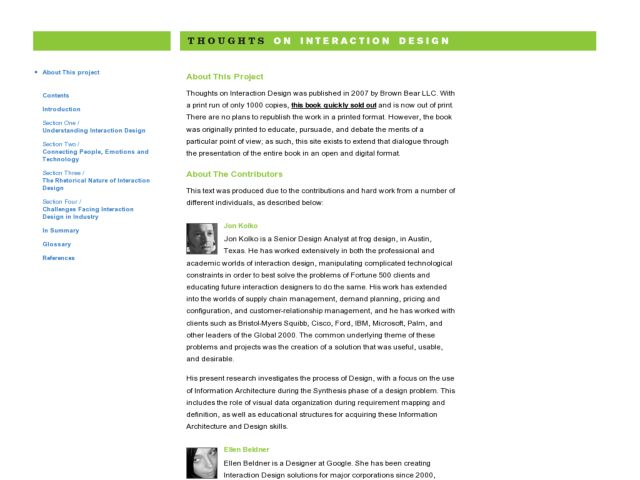 THOUGHTS ON INTERACTION DESIGN
About This project
Contents
Introduction
Section One /
Understanding Interaction Design
Section Two /
Connecting People, Emotions and
Technology
Section Three /
The Rhetorical Nature of Interaction
Design
Section Four /
Challenges Facing Interaction
Design in Industry
In Summary
Glossary
References
About This Project
Thoughts on Interaction Design was published in 2007 by Brown Bear LLC. With
a print run of only 1000 copies, this book quickly sold out and is now out of print.
There are no plans to republish the work in a printed format. However, the book
was originally printed to educate, pursuade, and debate the merits of a
particular point of view; as such, this site exists to extend that dialogue through
the presentation of the entire book in an open and digital format.
About The Contributors
This text was produced due to the contributions and hard work from a number of
different individuals, as described below:
Jon Kolko
Jon Kolko is a Senior Design Analyst at frog design, in Austin,
Texas. He has worked extensively in both the professional and
academic worlds of interaction design, manipulating complicated technological
constraints in order to best solve the problems of Fortune 500 clients and
educating future interaction designers to do the same. His work has extended
into the worlds of supply chain management, demand planning, pricing and
configuration, and customer-relationship management, and he has worked with
clients such as Bristol-Myers Squibb, Cisco, Ford, IBM, Microsoft, Palm, and
other leaders of the Global 2000. The common underlying theme of these
problems and projects was the creation of a solution that was useful, usable,
and desirable.
His present research investigates the process of Design, with a focus on the use
of Information Architecture during the Synthesis phase of a design problem. This
includes the role of visual data organization during requirement mapping and
definition, as well as educational structures for acquiring these Information
Architecture and Design skills.
Ellen Beldner
Ellen Beldner is a Designer at Google. She has been creating
Interaction Design solutions for major corporations since 2000,